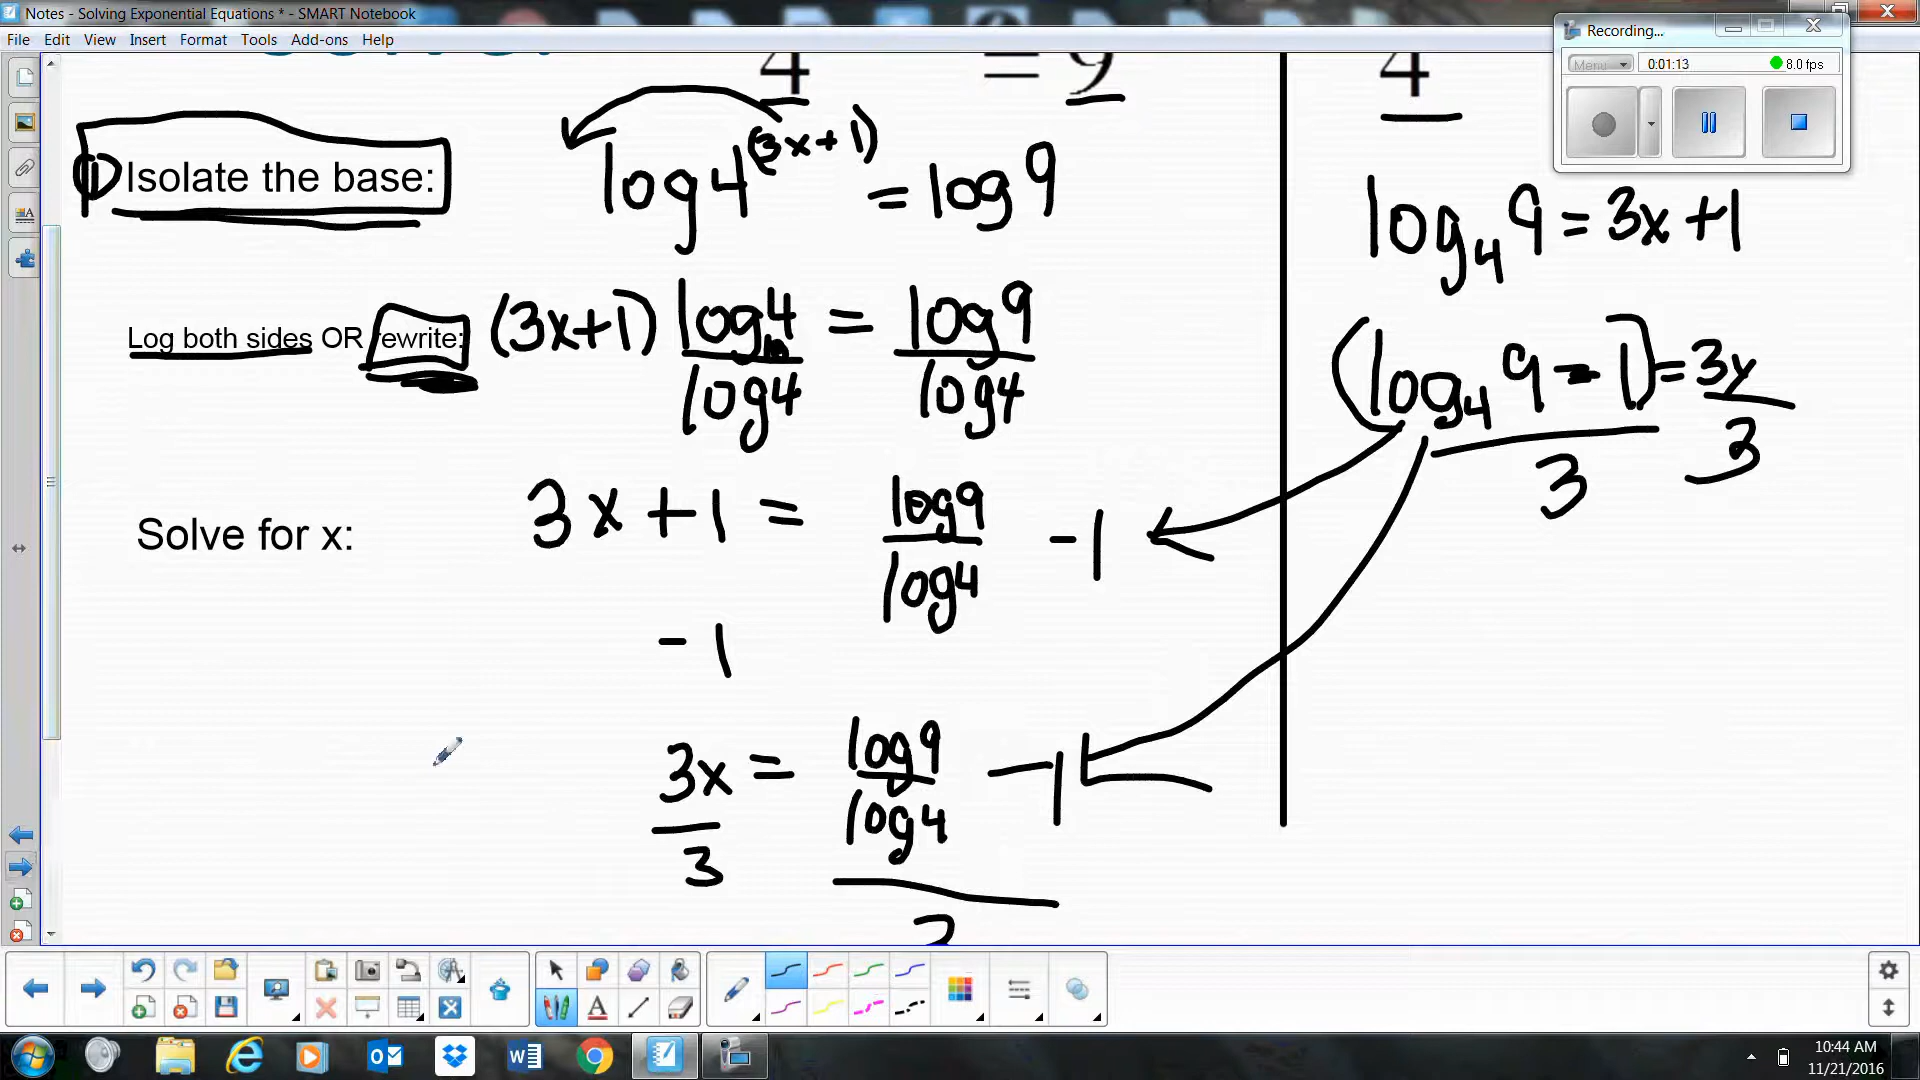 Notes - Solving Exponential Equations * - SMART Notebook
File Edit View Insert Format Tools Add-ons Help
Recording...
Menu 0:01:13 8.0 fps
4 = 9
4
1) Isolate the base:
log 4^(3x+1) = log 9
log₄ 9 = 3x + 1
Log both sides OR rewrite:
(3x+1) log₁₀4 / log 4 = log 9 / log 4
(log₄ 9 - 1) / 3 = 3x / 3
Solve for x:
3x + 1 = log 9 / log 4 - 1
- 1
3x / 3 = log 9 / log 4 - 1
10:44 AM
11/21/2016